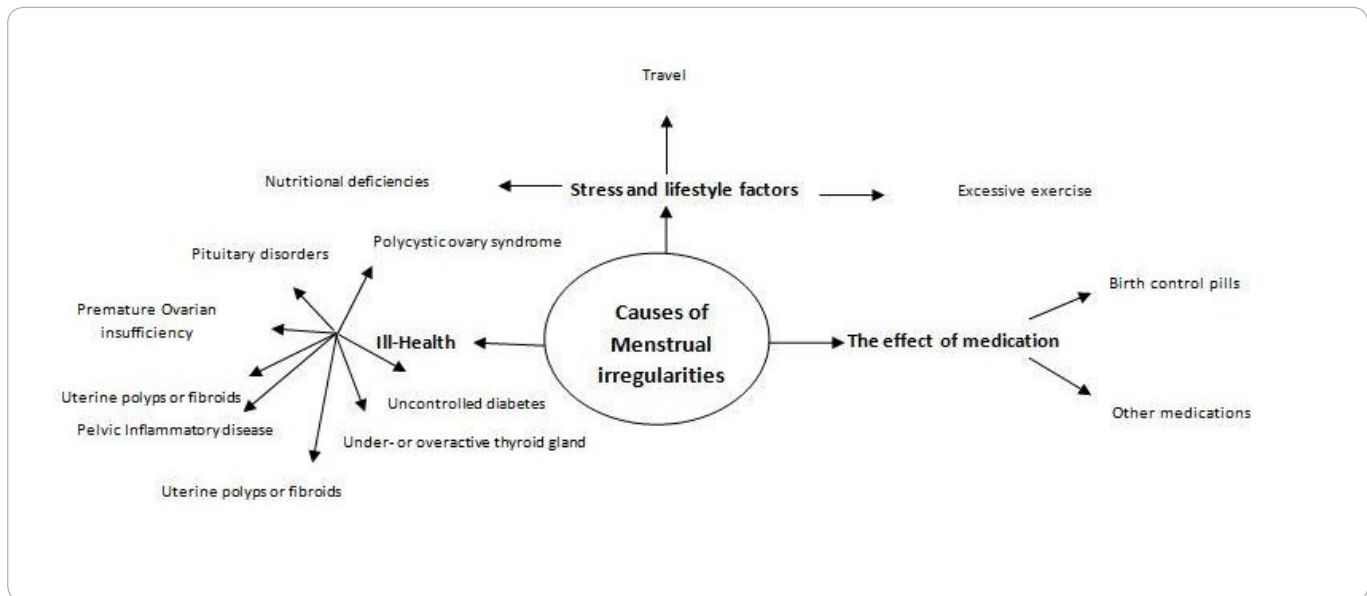 Travel
Nutritional deficiencies
Stress and lifestyle factors
Excessive exercise
Polycystic ovary syndrome
Pituitary disorders
Premature Ovarian
insufficiency
Ill-Health
Causes of
Menstrual
irregularities
The effect of medication
Birth control pills
Other medications
Uterine polyps or fibroids
Uncontrolled diabetes
Pelvic Inflammatory disease
Under- or overactive thyroid gland
Uterine polyps or fibroids